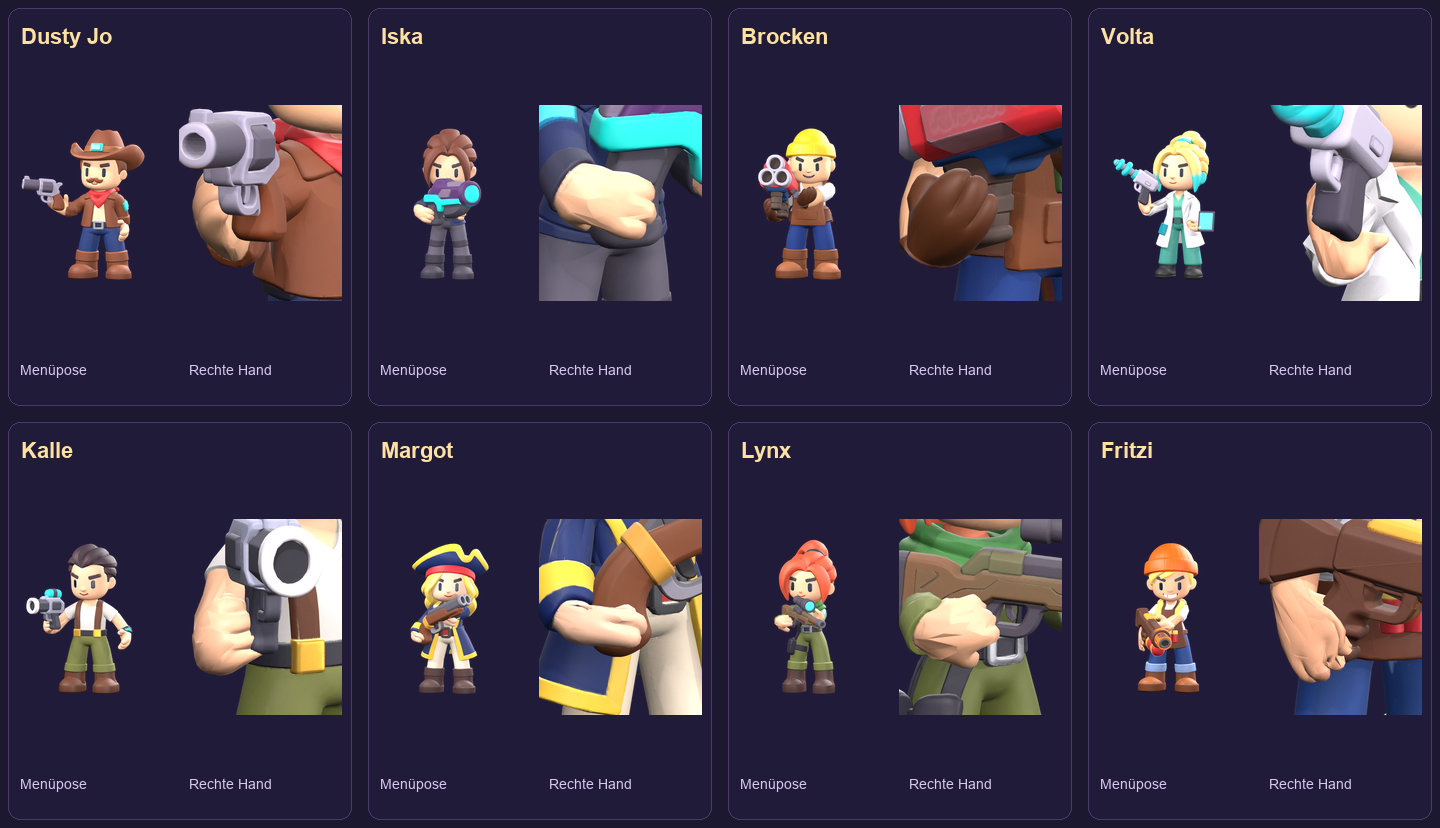 Dusty Jo
Menüpose
Rechte Hand
Iska
Menüpose
Rechte Hand
Brocken
Menüpose
Rechte Hand
Volta
Menüpose
Rechte Hand
Kalle
Menüpose
Rechte Hand
Margot
Menüpose
Rechte Hand
Lynx
Menüpose
Rechte Hand
Fritzi
Menüpose
Rechte Hand